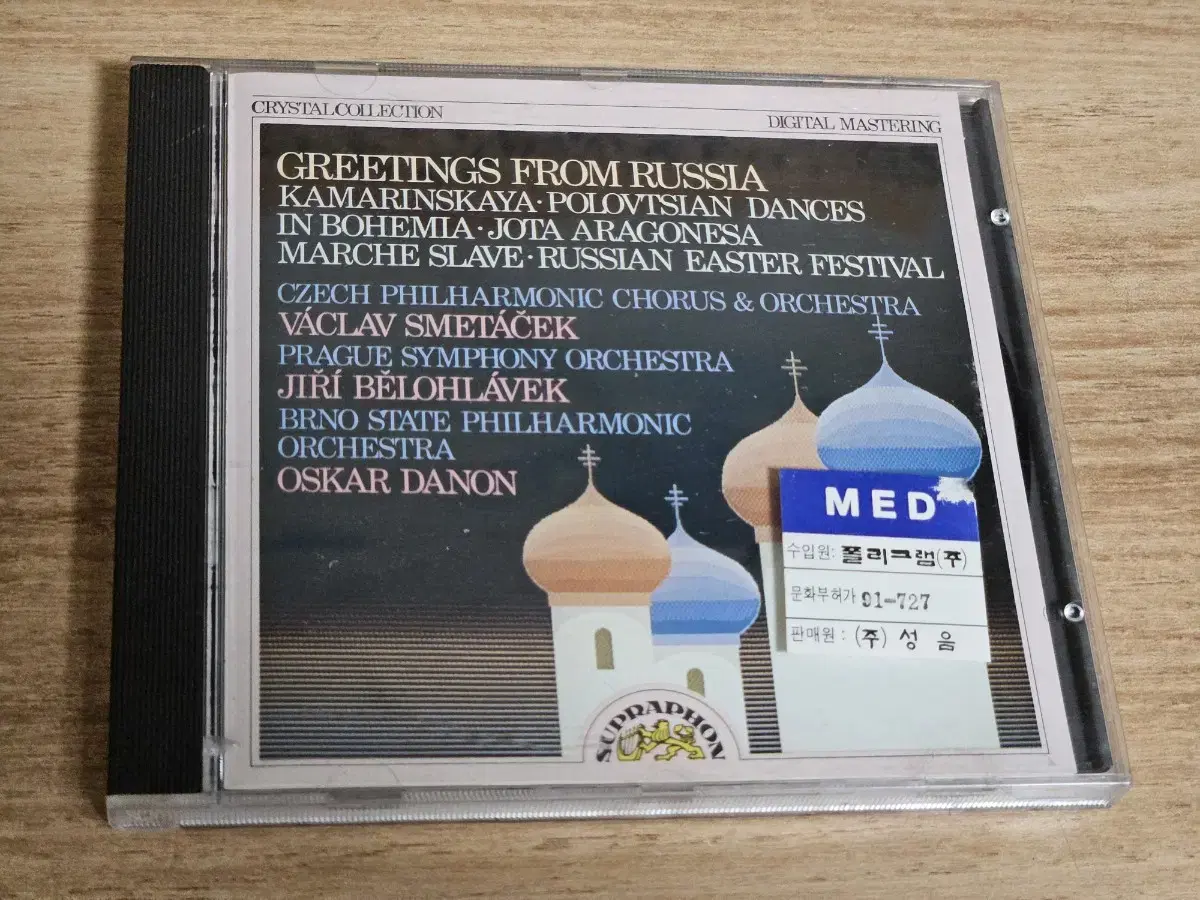 CRYSTALCOLLECTION
DIGITAL MASTERING
GREETINGS FROM RUSSIA
KAMARINSKAYA · POLOVTSIAN DANCES
IN BOHEMIA · JOTA ARAGONESA
MARCHE SLAVE · RUSSIAN EASTER FESTIVAL
CZECH PHILHARMONIC CHORUS & ORCHESTRA
VÁCLAV SMETÁČEK
PRAGUE SYMPHONY ORCHESTRA
JIŘÍ BĚLOHLÁVEK
BRNO STATE PHILHARMONIC
ORCHESTRA
OSKAR DANON
MED
수입원: 폴리그램(주)
문화부허가 91-727
판매원 : (주) 성 음
SUPRAPHON